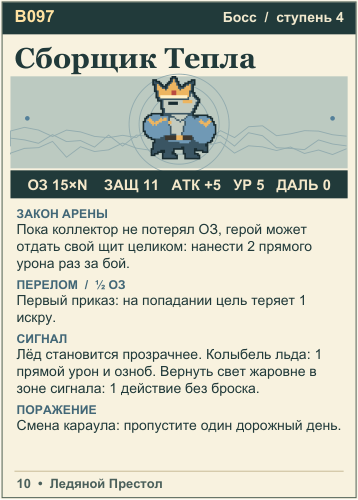 B097
Босс / ступень 4
Сборщик Тепла
ОЗ 15×N ЗАЩ 11 АТК +5 УР 5 ДАЛЬ 0
ЗАКОН АРЕНЫ
Пока коллектор не потерял ОЗ, герой может
отдать свой щит целиком: нанести 2 прямого
урона раз за бой.
ПЕРЕЛОМ / ½ ОЗ
Первый приказ: на попадании цель теряет 1
искру.
СИГНАЛ
Лёд становится прозрачнее. Колыбель льда: 1
прямой урон и озноб. Вернуть свет жаровне в
зоне сигнала: 1 действие без броска.
ПОРАЖЕНИЕ
Смена караула: пропустите один дорожный день.
10 • Ледяной Престол